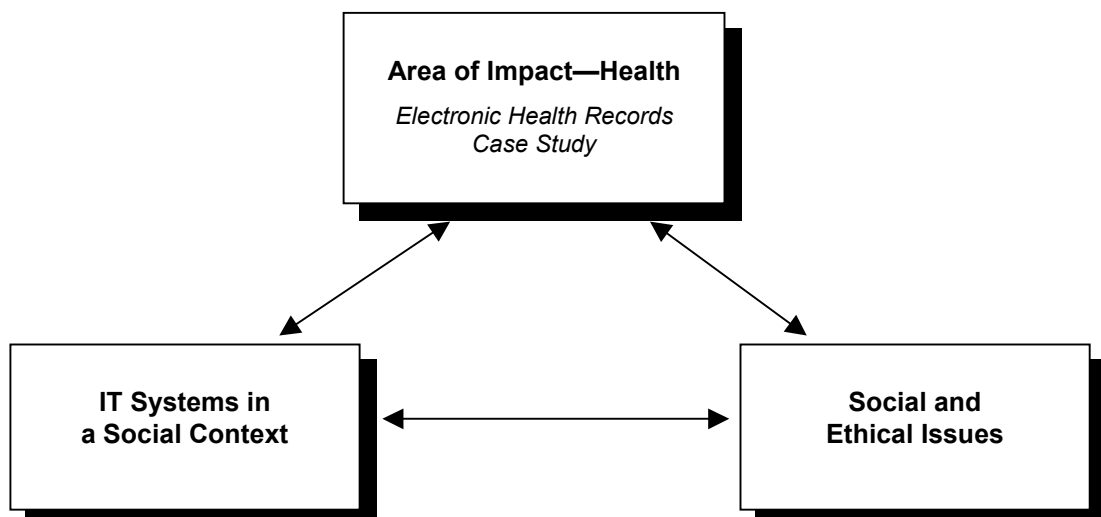 Area of Impact—Health
Electronic Health Records
Case Study
IT Systems in
a Social Context
Social and
Ethical Issues